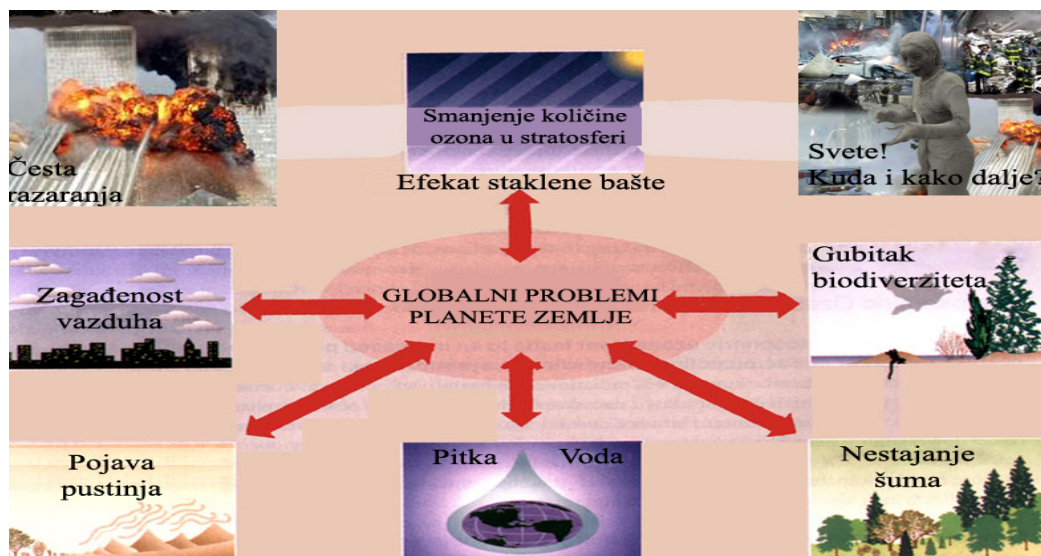 Smanjenje količine
ozona u stratosferi
Efekat staklene bašte
Česta
razaranja
Svete!
Kuda i kako dalje?
Zagađenost
vazduha
GLOBALNI PROBLEMI
PLANETE ZEMLJE
Gubitak
biodiverziteta
Pojava
pustinja
Pitka Voda
Nestajanje
šuma